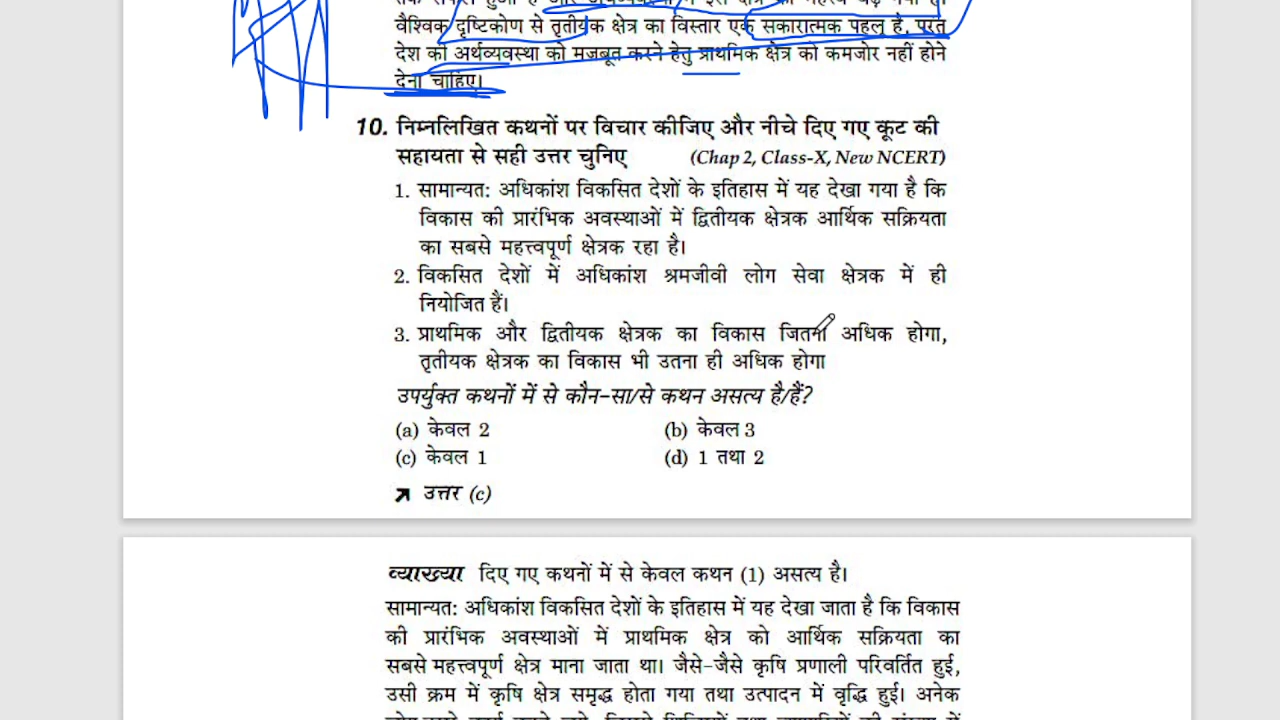 वैश्विक दृष्टिकोण से तृतीयक क्षेत्र का विस्तार एक सकारात्मक पहलू है, परंतु
देश की अर्थव्यवस्था को मजबूत करने हेतु प्राथमिक क्षेत्र को कमजोर नहीं होने
देना चाहिए।
10. निम्नलिखित कथनों पर विचार कीजिए और नीचे दिए गए कूट की
सहायता से सही उत्तर चुनिए (Chap 2, Class-X, New NCERT)
1. सामान्यत: अधिकांश विकसित देशों के इतिहास में यह देखा गया है कि
विकास की प्रारंभिक अवस्थाओं में द्वितीयक क्षेत्रक आर्थिक सक्रियता
का सबसे महत्त्वपूर्ण क्षेत्रक रहा है।
2. विकसित देशों में अधिकांश श्रमजीवी लोग सेवा क्षेत्रक में ही
नियोजित हैं।
3. प्राथमिक और द्वितीयक क्षेत्रक का विकास जितना अधिक होगा,
तृतीयक क्षेत्रक का विकास भी उतना ही अधिक होगा
उपर्युक्त कथनों में से कौन-सा/से कथन असत्य है/हैं?
(a) केवल 2 (b) केवल 3
(c) केवल 1 (d) 1 तथा 2
उत्तर (c)
व्याख्या दिए गए कथनों में से केवल कथन (1) असत्य है।
सामान्यत: अधिकांश विकसित देशों के इतिहास में यह देखा जाता है कि विकास
की प्रारंभिक अवस्थाओं में प्राथमिक क्षेत्र को आर्थिक सक्रियता का
सबसे महत्त्वपूर्ण क्षेत्र माना जाता था। जैसे-जैसे कृषि प्रणाली परिवर्तित हुई,
उसी क्रम में कृषि क्षेत्र समृद्ध होता गया तथा उत्पादन में वृद्धि हुई। अनेक